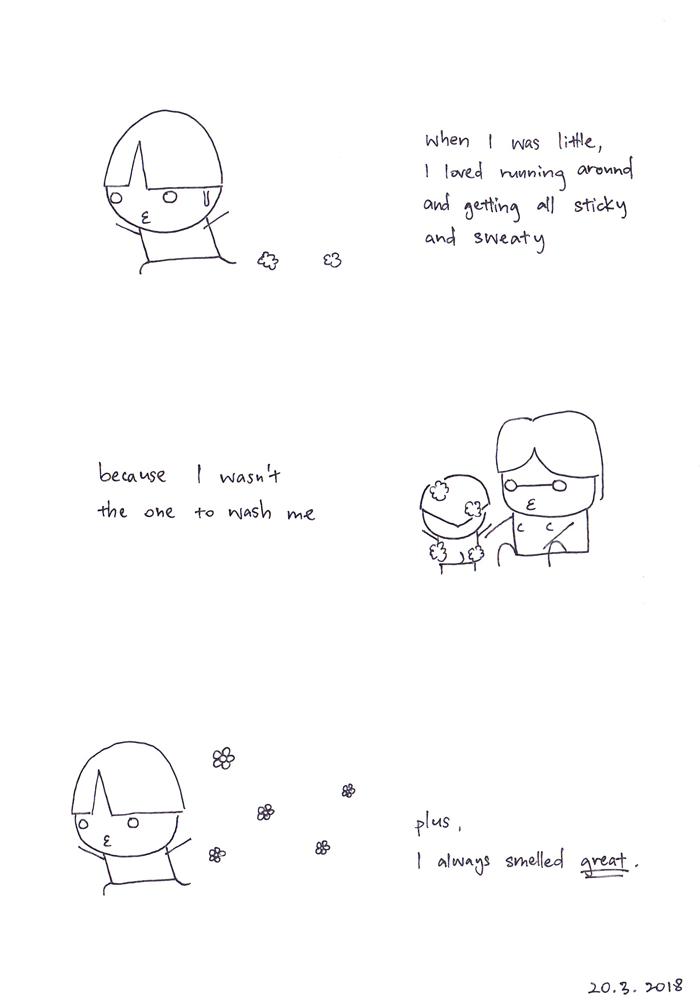 when I was little,
I loved running around
and getting all sticky
and sweaty
because I wasn't
the one to wash me
plus,
I always smelled great.
20.3.2018